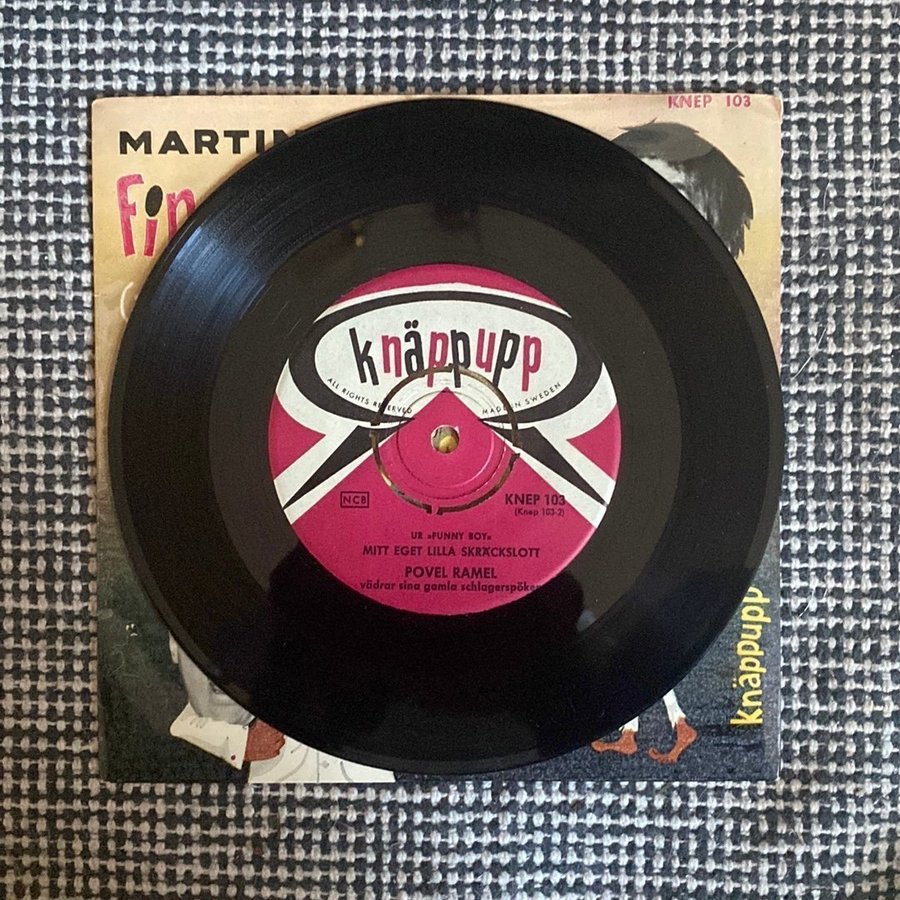 KNEP 103
MARTIN
Fin
knäppupp
ALL RIGHTS RESERVED
MADE IN SWEDEN
NCB
KNEP 103
(Knep 103-2)
UR »FUNNY BOY«
MITT EGET LILLA SKRÄCKSLOTT
POVEL RAMEL
vädrar sina gamla schlagerspöken
knäppupp